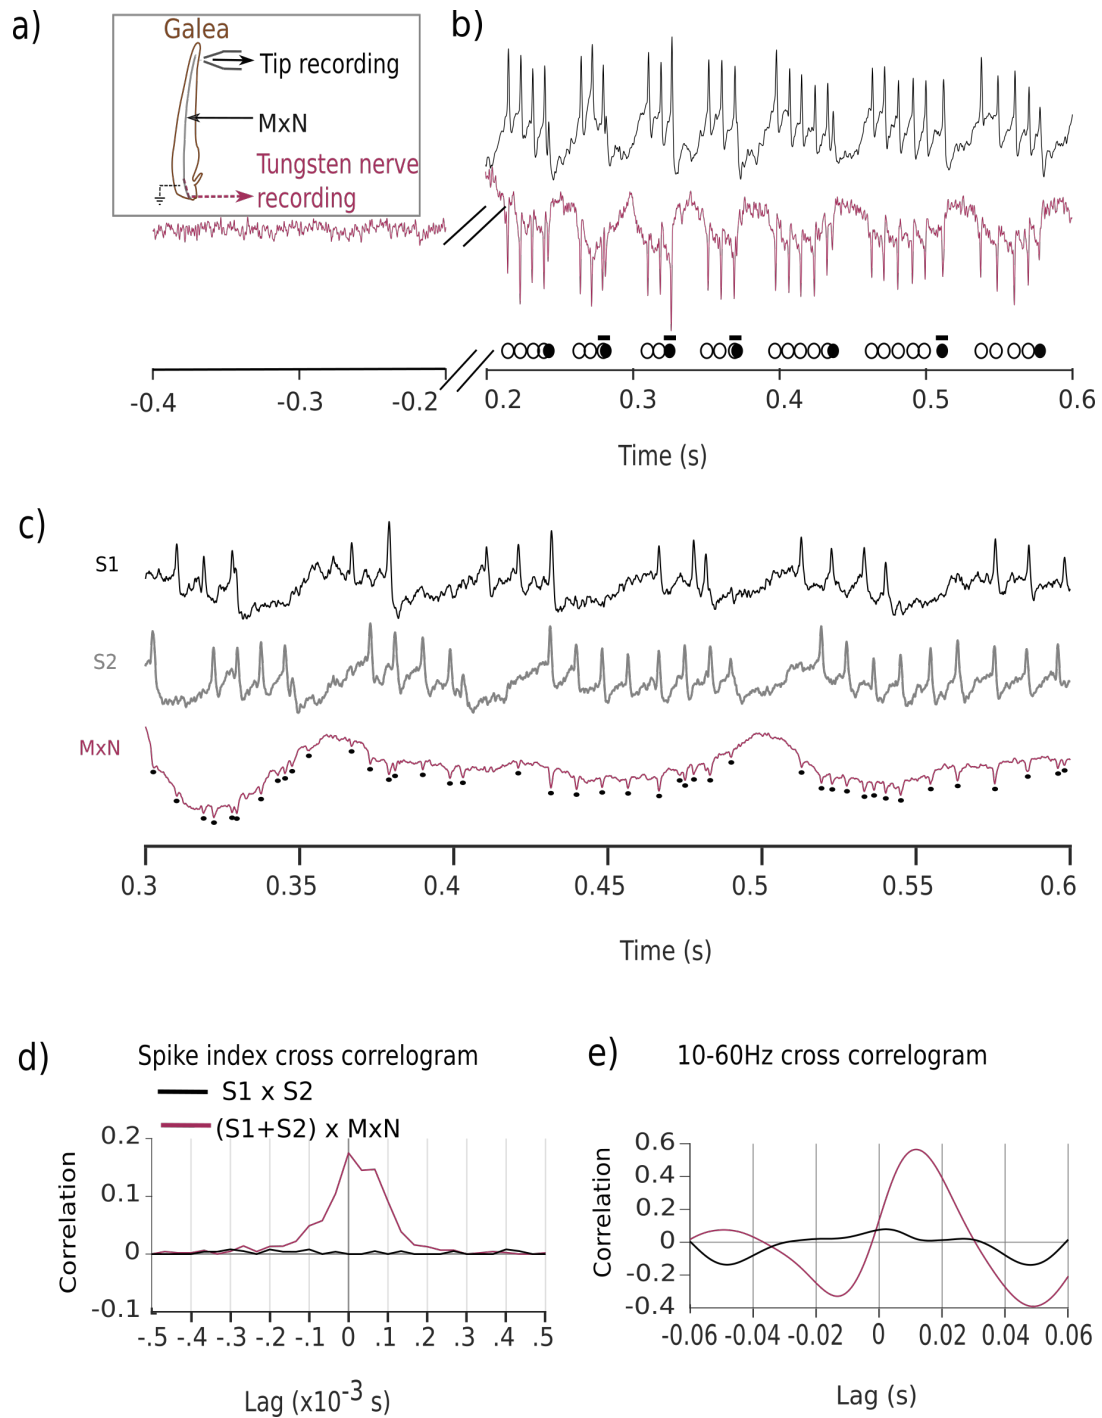 a)
Galea
Tip recording
MxN
Tungsten nerve
recording
b)
-0.4
-0.3
-0.2
0.2
0.3
0.4
0.5
0.6
Time (s)
c)
S1
S2
MxN
0.3
0.35
0.4
0.45
0.5
0.55
0.6
Time (s)
d)
Spike index cross correlogram
S1 x S2
(S1+S2) x MxN
Correlation
0.2
0.1
0
-0.1
-.5
-.4
-.3
-.2
-.1
0
.1
.2
.3
.4
.5
Lag (x10⁻³ s)
e)
10-60Hz cross correlogram
Correlation
0.6
0.4
0.2
0
-0.2
-0.4
-0.06
-0.04
-0.02
0
0.02
0.04
0.06
Lag (s)